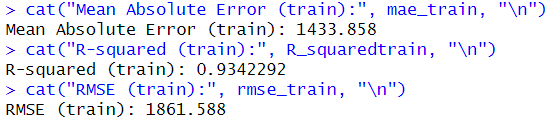 > cat("Mean Absolute Error (train):", mae_train, "\n")
Mean Absolute Error (train): 1433.858
> cat("R-squared (train):", R_squaredtrain, "\n")
R-squared (train): 0.9342292
> cat("RMSE (train):", rmse_train, "\n")
RMSE (train): 1861.588